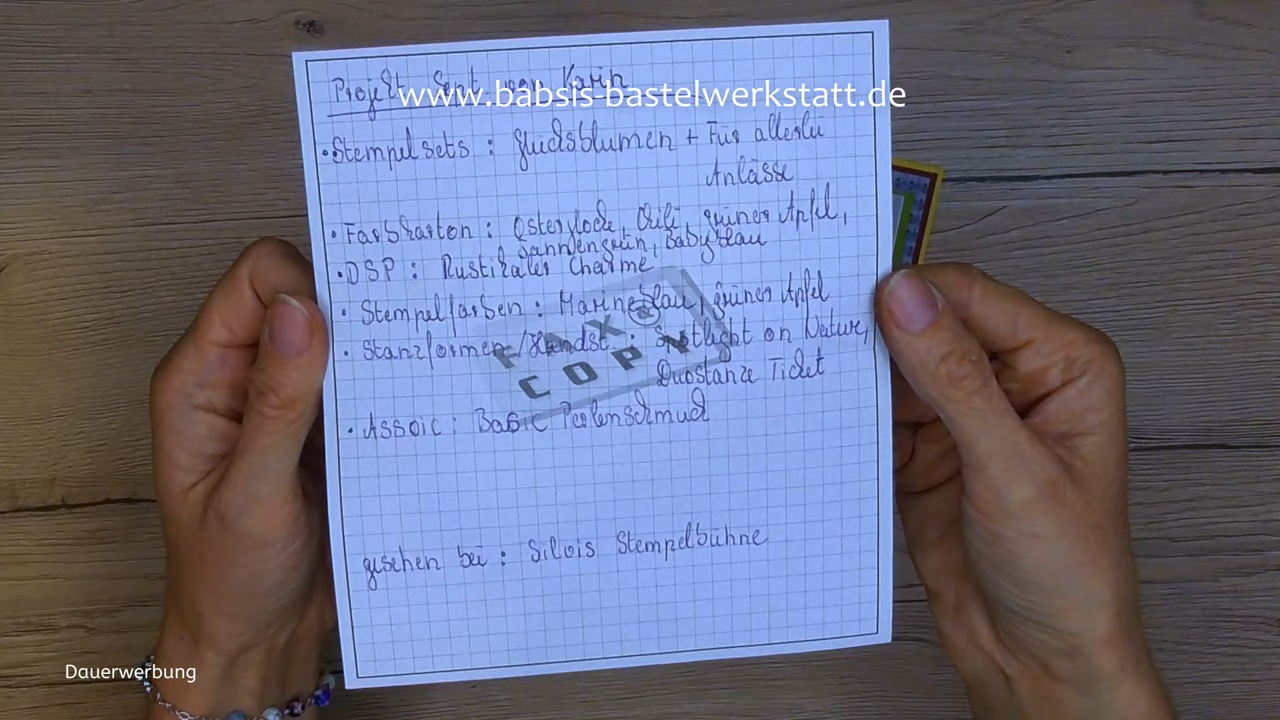 Projekt Sept von Karin
www.babsis-bastelwerkstatt.de
• Stempelsets : Glücksblumen + Für allerlei
Anlässe
• Farbkarton : Osterglocke, Chili, grüner Apfel,
Tannengrün, Babyblau
• DSP : Rustikaler Charme
• Stempelfarben : Marineblau, grüner Apfel
• Stanzformen/Handst. : Spotlight on Nature,
Duostanze Ticket
FAX
COPY
• Assoic : Basic Perlenschmuck
gesehen bei : Silvis Stempelbühne
Dauerwerbung